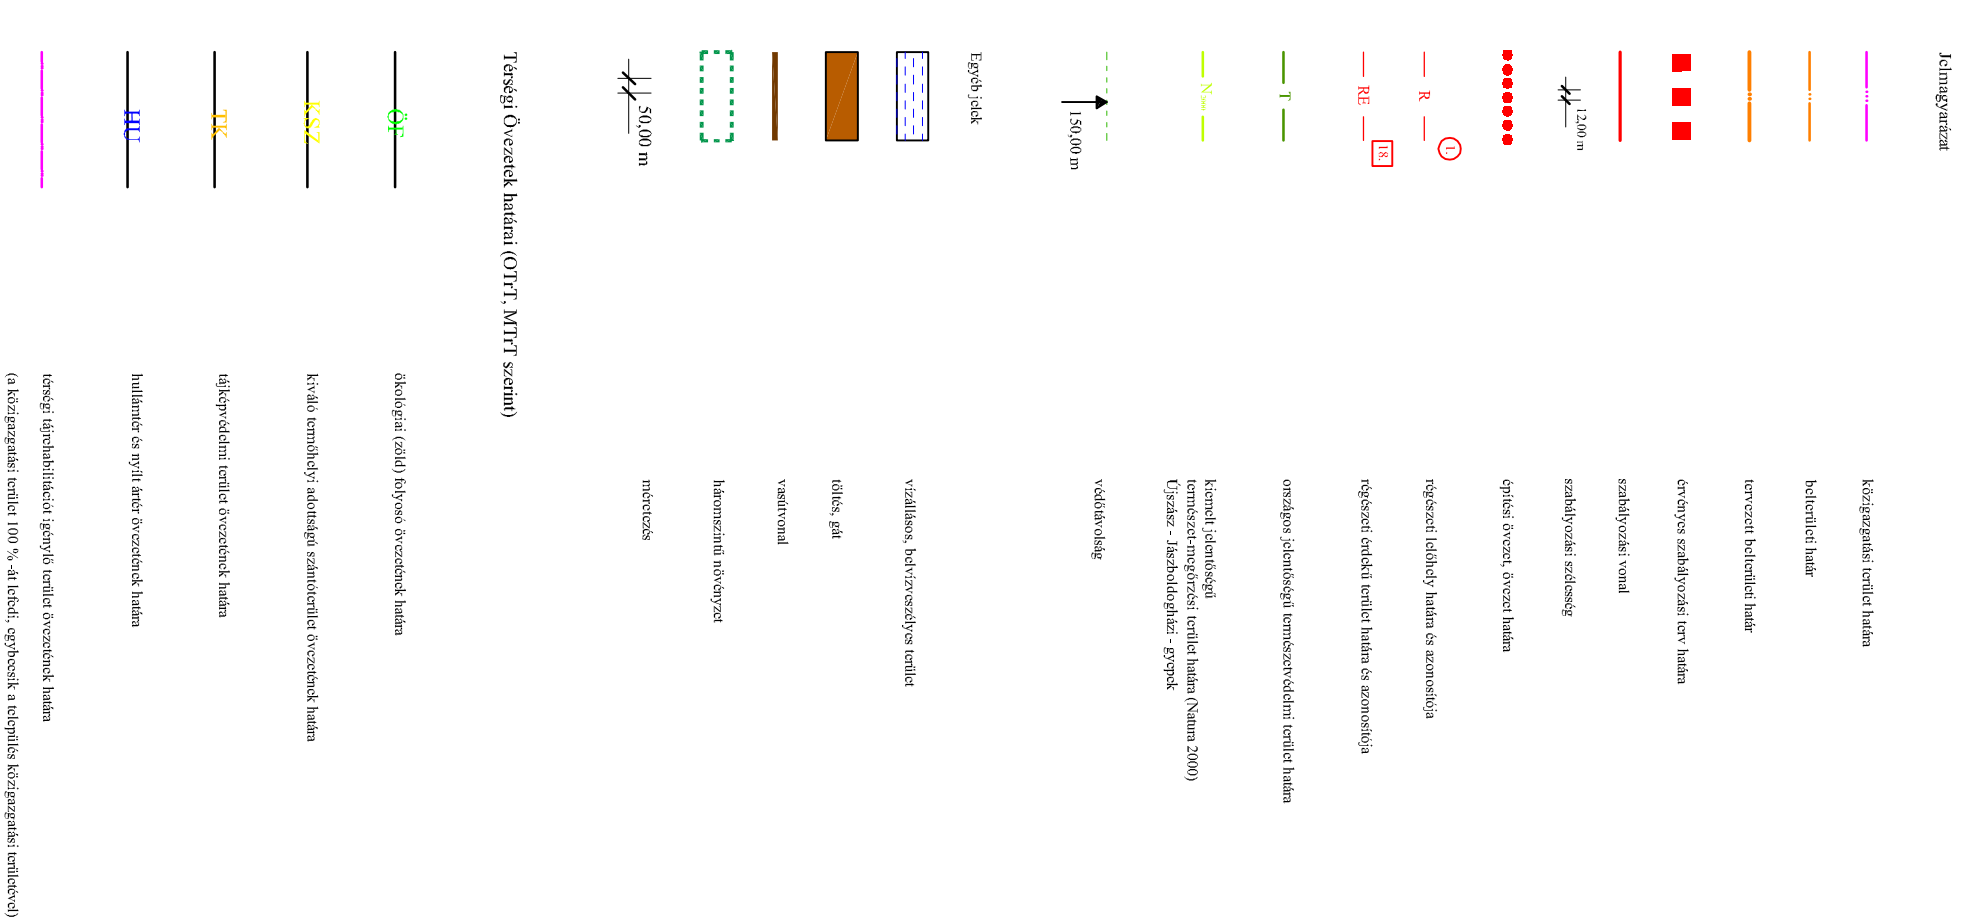 Jelmagyarázat
közigazgatási terület határa
belterületi határ
tervezett belterületi határ
érvényes szabályozási terv határa
szabályozási vonal
12,00 m
szabályozási szélesség
építési övezet, övezet határa
R
1.
régészeti lelőhely határa és azonosítója
RE
18.
régészeti érdekű terület határa és azonosítója
T
országos jelentőségű természetvédelmi terület határa
N 2000
kiemelt jelentőségű
természet-megőrzési terület határa (Natura 2000)
Újszász - Jászboldogházi - gyepek
150,00 m
védőtávolság
Egyéb jelek
vízállásos, belvízveszélyes terület
töltés, gát
vasútvonal
háromszintű növényzet
50,00 m
méretezés
Térségi Övezetek határai (OTrT, MTrT szerint)
ÖF
ökológiai (zöld) folyosó övezetének határa
KSZ
kiváló termőhelyi adottságú szántóterület övezetének határa
TK
tájképvédelmi terület övezetének határa
HU
hullámtér és nyílt ártér övezetének határa
térségi tájrehabilitációt igénylő terület övezetének határa
(a közigazgatási terület 100 % -át lefedi, egybeesik a település közigazgatási területével)